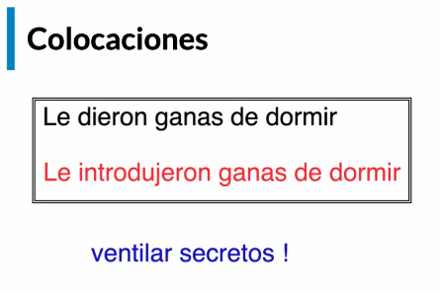 Colocaciones
Le dieron ganas de dormir
Le introdujeron ganas de dormir
ventilar secretos !